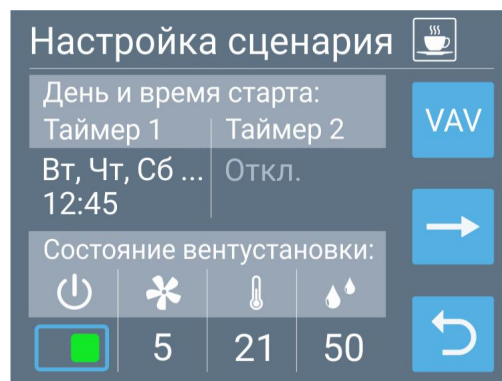 Настройка сценария
День и время старта:
Таймер 1 Таймер 2
VAV
Вт, Чт, Сб ... Откл.
12:45
Состояние вентустановки:
5 21 50